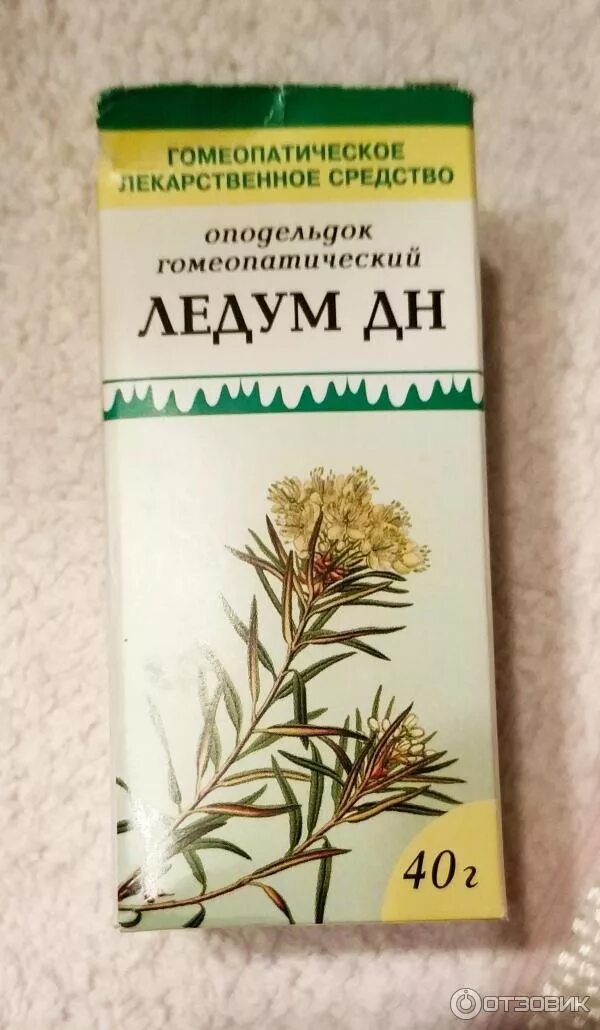 ГОМЕОПАТИЧЕСКОЕ
ЛЕКАРСТВЕННОЕ СРЕДСТВО
оподельдок
гомеопатический
ЛЕДУМ ДН
40г
ОТЗОВИК